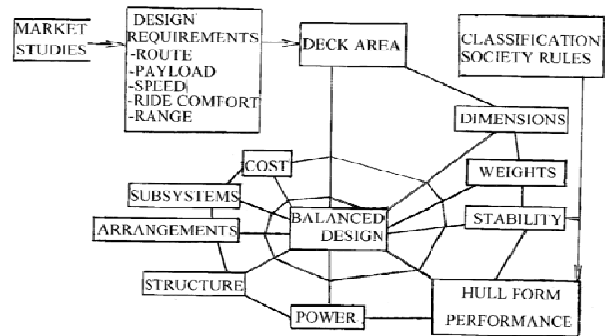 MARKET
STUDIES
DESIGN
REQUIREMENTS
-ROUTE
-PAYLOAD
-SPEED
-RIDE COMFORT
-RANGE
DECK AREA
CLASSIFICATION
SOCIETY RULES
DIMENSIONS
COST
WEIGHTS
SUBSYSTEMS
BALANCED
DESIGN
STABILITY
ARRANGEMENTS
STRUCTURE
POWER
HULL FORM
PERFORMANCE